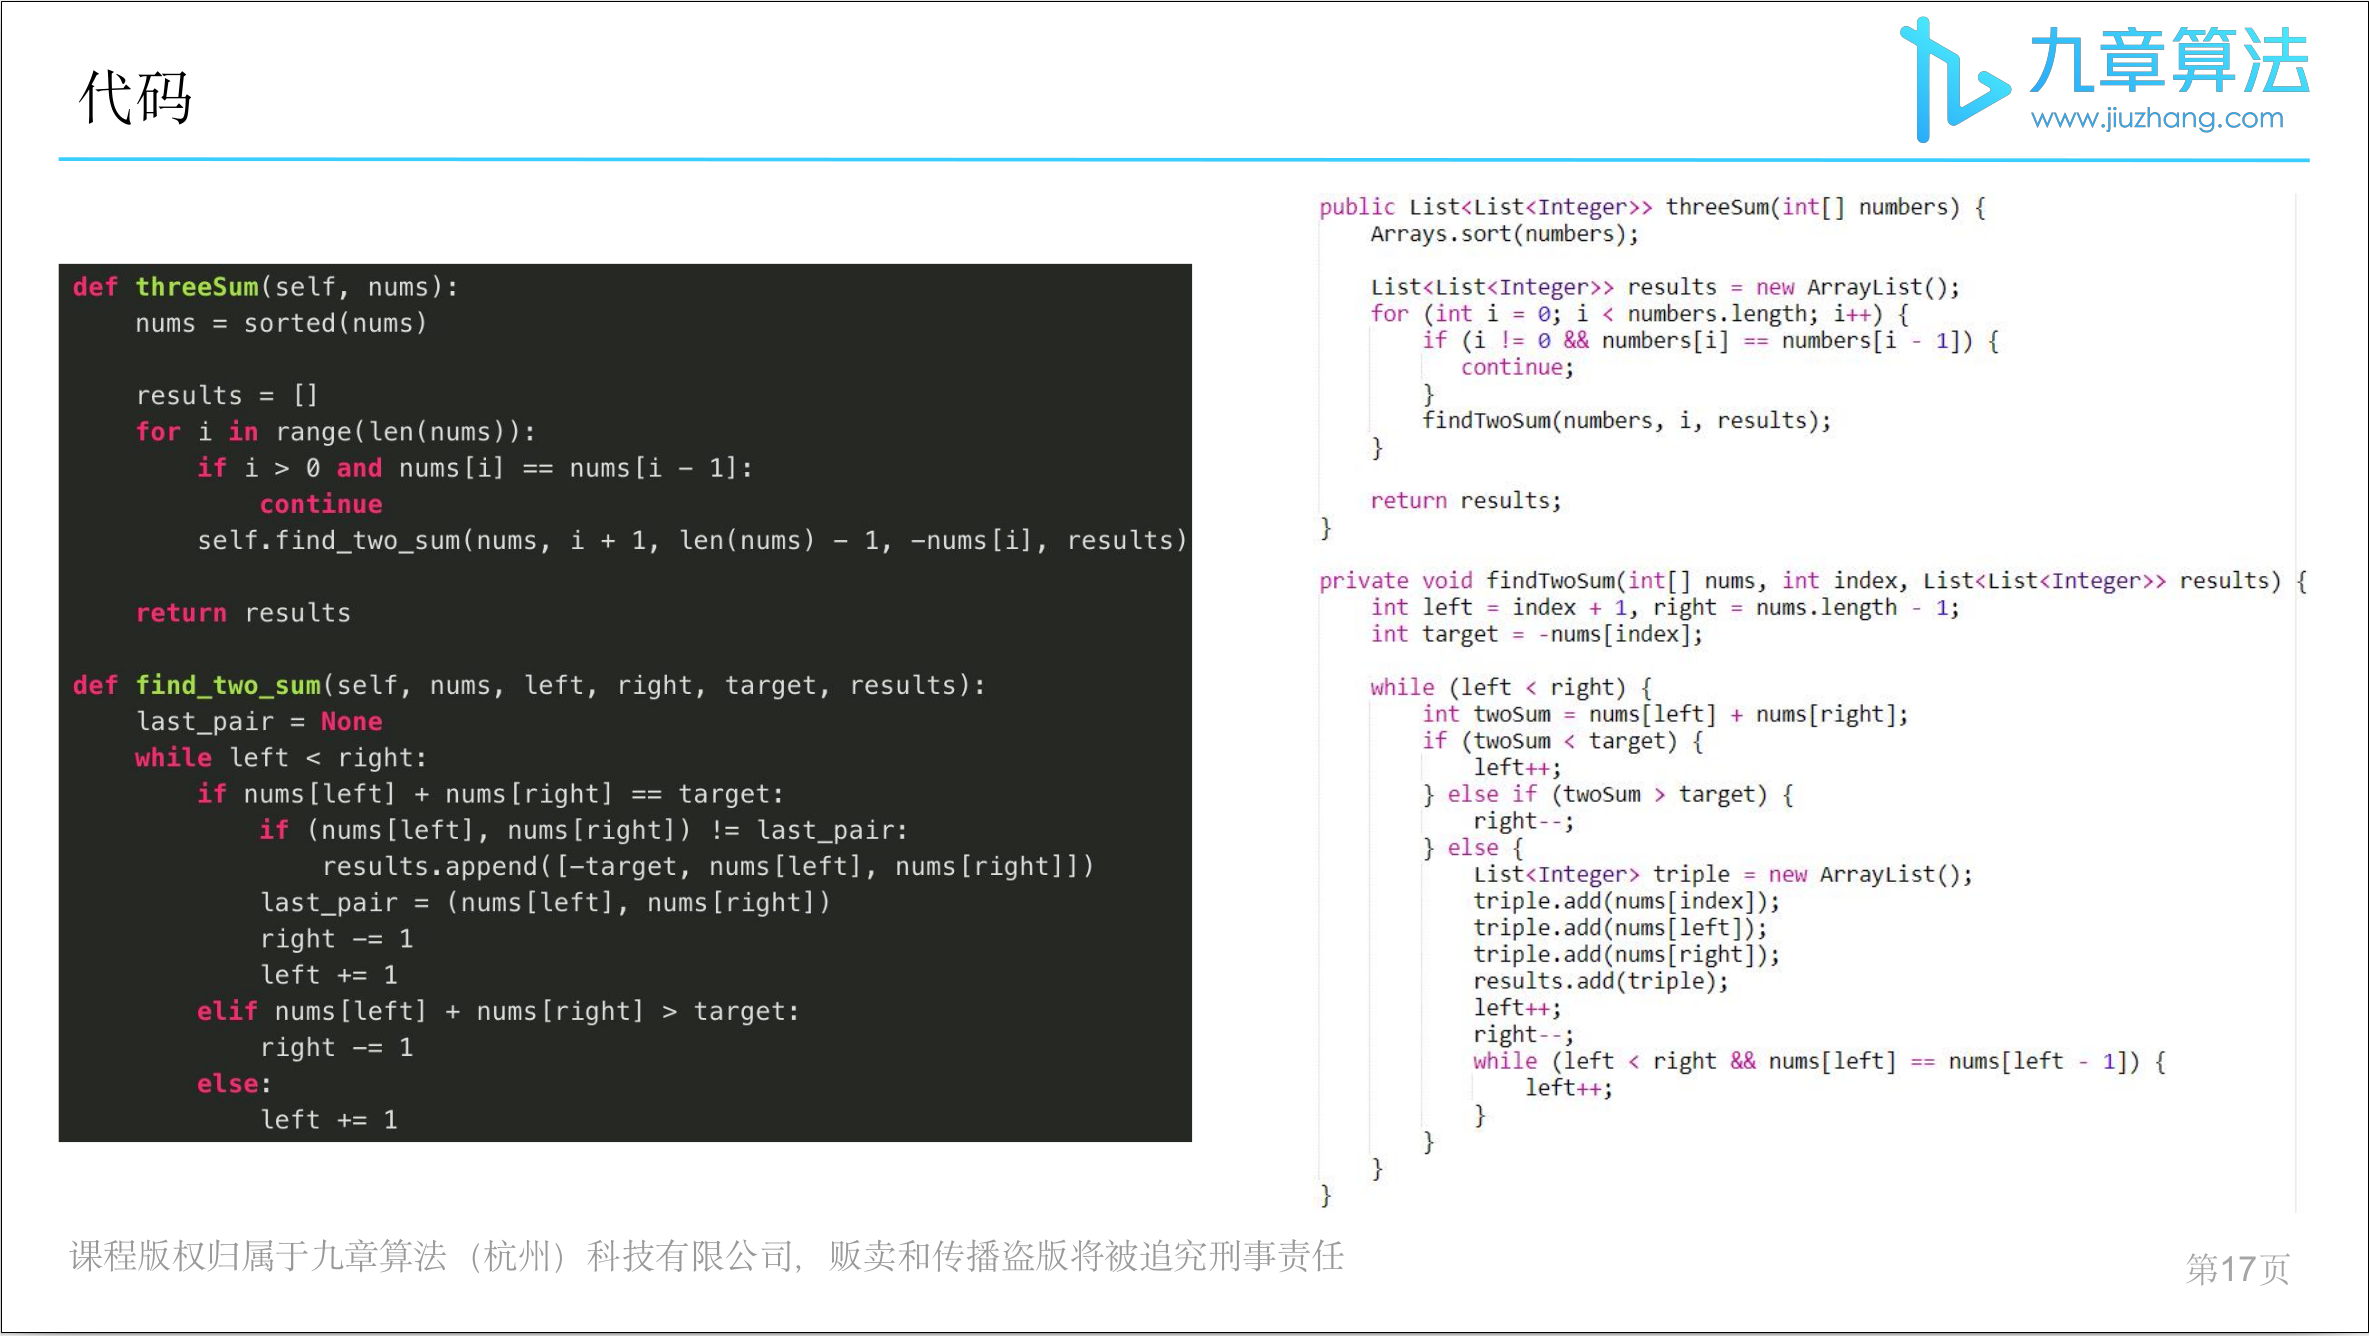 代码
九章算法
www.jiuzhang.com
def threeSum(self, nums):
    nums = sorted(nums)

    results = []
    for i in range(len(nums)):
        if i > 0 and nums[i] == nums[i - 1]:
            continue
        self.find_two_sum(nums, i + 1, len(nums) - 1, -nums[i], results)

    return results

def find_two_sum(self, nums, left, right, target, results):
    last_pair = None
    while left < right:
        if nums[left] + nums[right] == target:
            if (nums[left], nums[right]) != last_pair:
                results.append([-target, nums[left], nums[right]])
            last_pair = (nums[left], nums[right])
            right -= 1
            left += 1
        elif nums[left] + nums[right] > target:
            right -= 1
        else:
            left += 1
public List<List<Integer>> threeSum(int[] numbers) {
    Arrays.sort(numbers);

    List<List<Integer>> results = new ArrayList();
    for (int i = 0; i < numbers.length; i++) {
        if (i != 0 && numbers[i] == numbers[i - 1]) {
           continue;
        }
        findTwoSum(numbers, i, results);
    }

    return results;
}

private void findTwoSum(int[] nums, int index, List<List<Integer>> results) {
    int left = index + 1, right = nums.length - 1;
    int target = -nums[index];

    while (left < right) {
        int twoSum = nums[left] + nums[right];
        if (twoSum < target) {
            left++;
        } else if (twoSum > target) {
            right--;
        } else {
            List<Integer> triple = new ArrayList();
            triple.add(nums[index]);
            triple.add(nums[left]);
            triple.add(nums[right]);
            results.add(triple);
            left++;
            right--;
            while (left < right && nums[left] == nums[left - 1]) {
                left++;
            }
        }
    }
}
课程版权归属于九章算法（杭州）科技有限公司，贩卖和传播盗版将被追究刑事责任
第17页